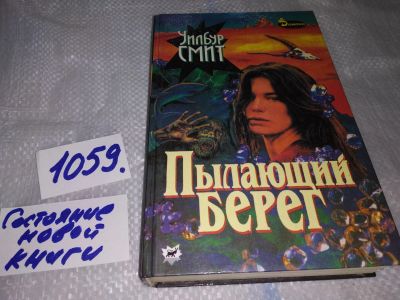 Уилбур
СМИТ
Пылающий
БЕРЕГ
1059.
Состояние
новой
книги